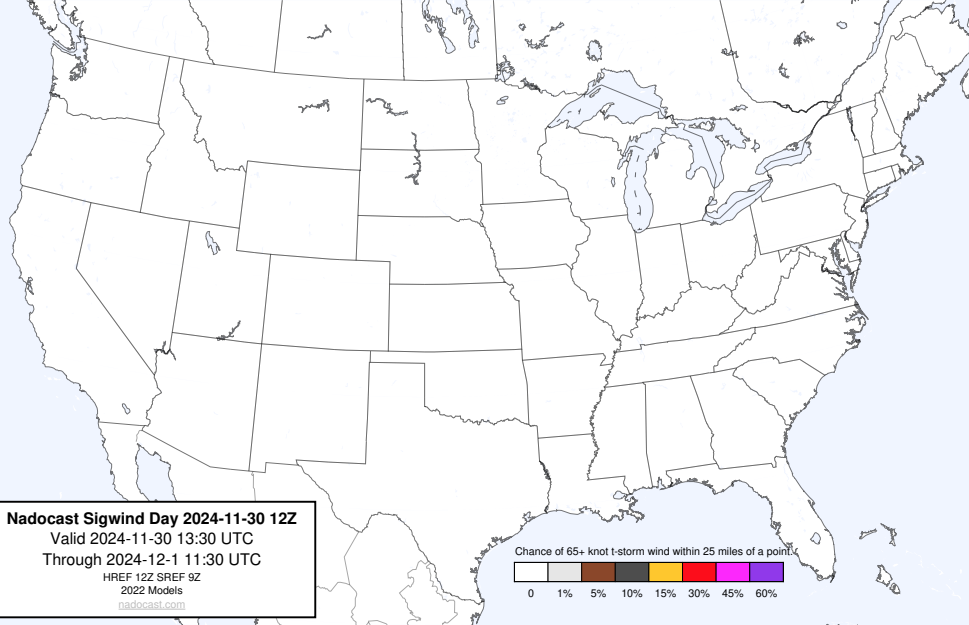 Nadocast Sigwind Day 2024-11-30 12Z
Valid 2024-11-30 13:30 UTC
Through 2024-12-1 11:30 UTC
HREF 12Z SREF 9Z
2022 Models
nadocast.com
Chance of 65+ knot t-storm wind within 25 miles of a point.
0 1% 5% 10% 15% 30% 45% 60%